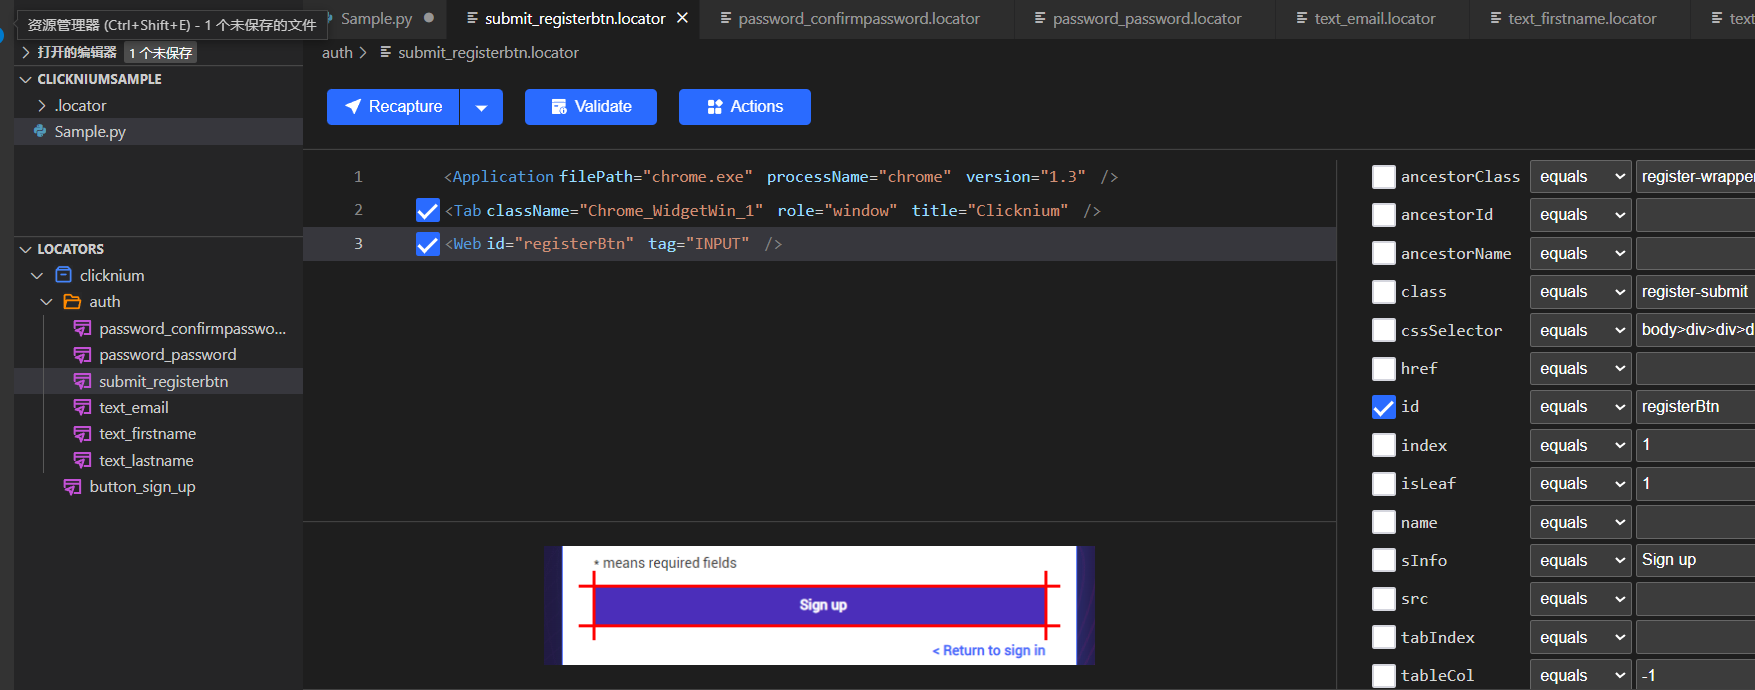 资源管理器 (Ctrl+Shift+E) - 1 个未保存的文件
Sample.py
submit_registerbtn.locator
password_confirmpassword.locator
password_password.locator
text_email.locator
text_firstname.locator
text
打开的编辑器 1 个未保存
auth > submit_registerbtn.locator
CLICKNIUMSAMPLE
.locator
Sample.py
Recapture
Validate
Actions
1 <Application filePath="chrome.exe" processName="chrome" version="1.3" />
2 <Tab className="Chrome_WidgetWin_1" role="window" title="Clicknium" />
3 <Web id="registerBtn" tag="INPUT" />
LOCATORS
clicknium
auth
password_confirmpasswo...
password_password
submit_registerbtn
text_email
text_firstname
text_lastname
button_sign_up
* means required fields
Sign up
< Return to sign in
ancestorClass equals register-wrapper
ancestorId equals
ancestorName equals
class equals register-submit
cssSelector equals body>div>div>d
href equals
id equals registerBtn
index equals 1
isLeaf equals 1
name equals
sInfo equals Sign up
src equals
tabIndex equals
tableCol equals -1